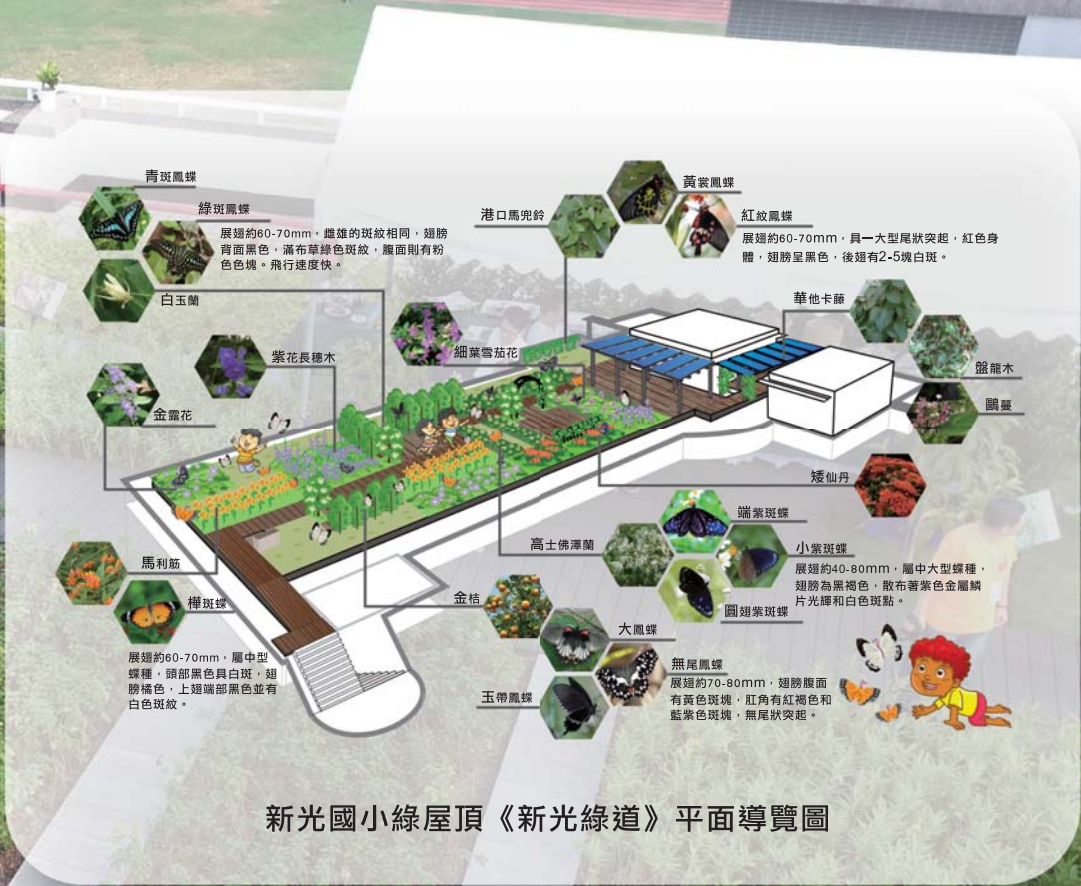 青斑鳳蝶
綠斑鳳蝶
展翅約60-70mm，雌雄的斑紋相同，翅膀
背面黑色，滿布草綠色斑紋，腹面則有粉
色色塊。飛行速度快。
白玉蘭
港口馬兜鈴
黃裳鳳蝶
紅紋鳳蝶
展翅約60-70mm，具一大型尾狀突起，紅色身
體，翅膀呈黑色，後翅有2-5塊白斑。
華他卡藤
盤龍木
鷗蔓
細葉雪茄花
紫花長穗木
金露花
矮仙丹
高士佛澤蘭
端紫斑蝶
小紫斑蝶
展翅約40-80mm，屬中大型蝶種，
翅膀為黑褐色，散布著紫色金屬鱗
片光輝和白色斑點。
圓翅紫斑蝶
馬利筋
樺斑蝶
展翅約60-70mm，屬中型
蝶種，頭部黑色具白斑，翅
膀橘色，上翅端部黑色並有
白色斑紋。
金桔
大鳳蝶
無尾鳳蝶
展翅約70-80mm，翅膀腹面
有黃色斑塊，肛角有紅褐色和
藍紫色斑塊，無尾狀突起。
玉帶鳳蝶
新光國小綠屋頂《新光綠道》平面導覽圖